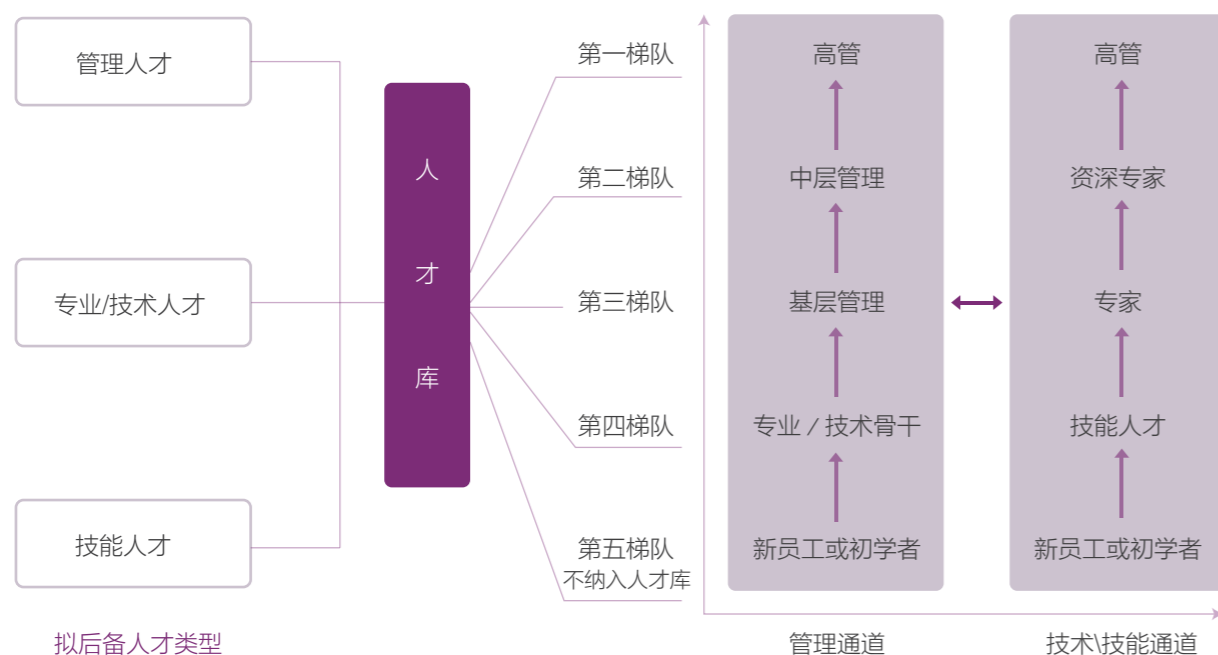 管理人才
专业/技术人才
技能人才
拟后备人才类型
人
才
库
第一梯队
第二梯队
第三梯队
第四梯队
第五梯队
不纳入人才库
高管
中层管理
基层管理
专业 / 技术骨干
新员工或初学者
管理通道
高管
资深专家
专家
技能人才
新员工或初学者
技术\技能通道